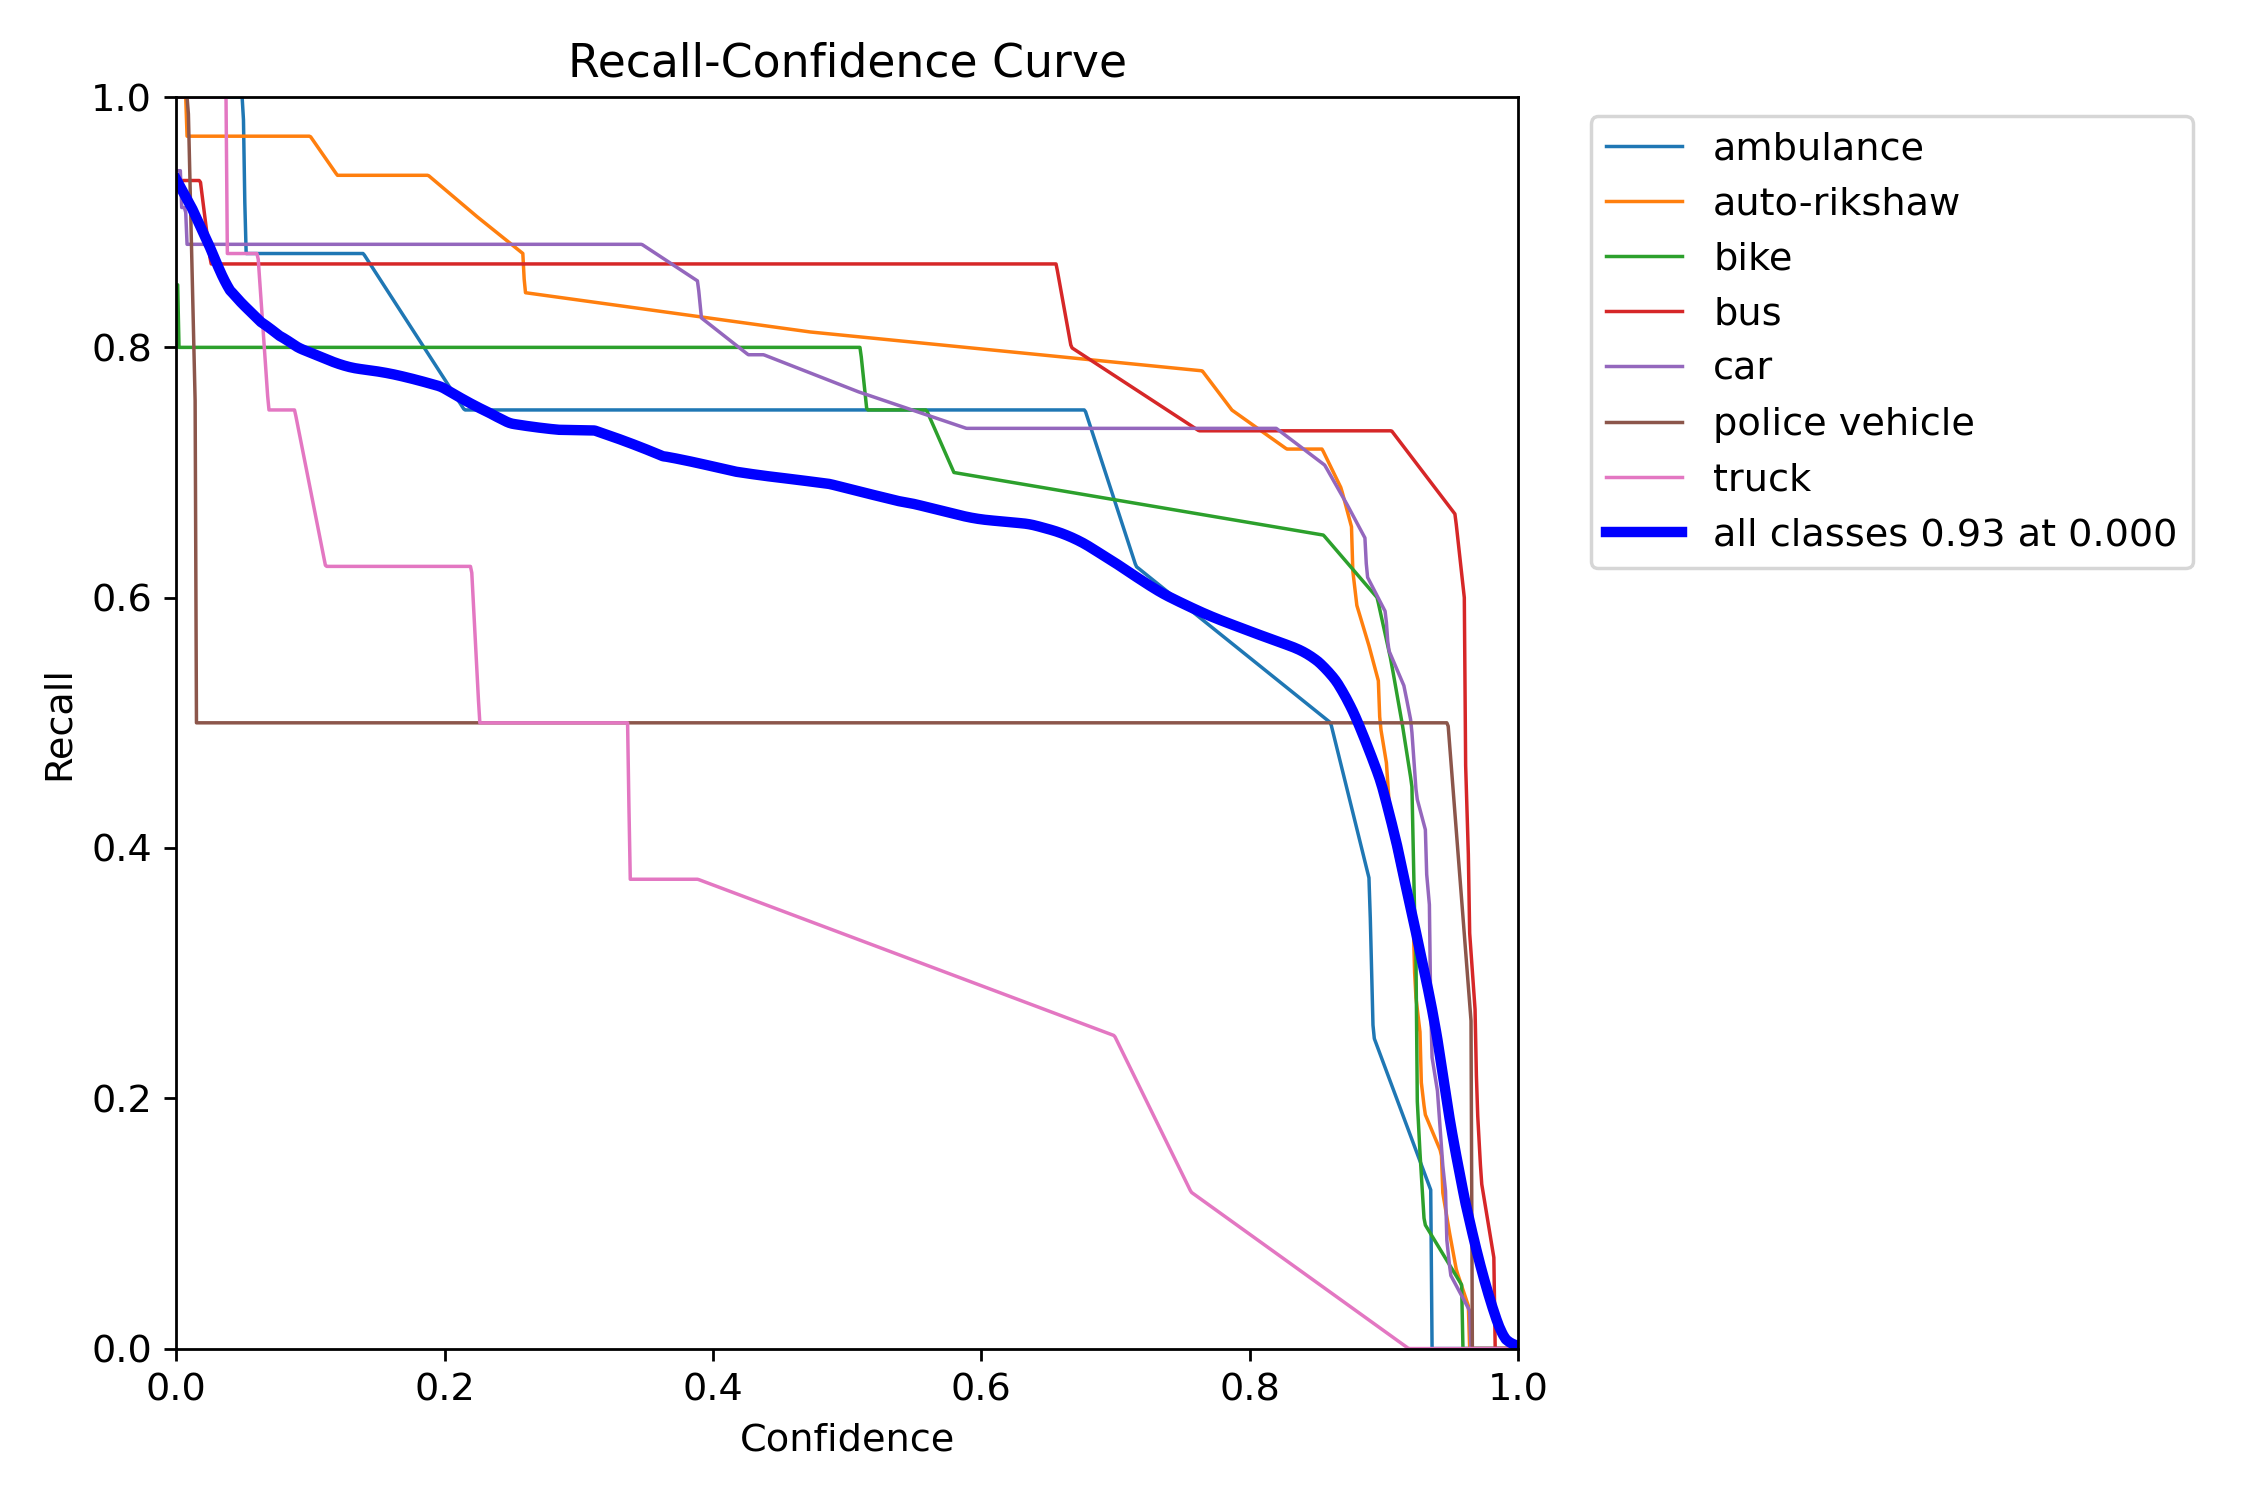 Recall-Confidence Curve
1.0
0.8
0.6
0.4
0.2
0.0
Recall
0.0 0.2 0.4 0.6 0.8 1.0
Confidence
ambulance
auto-rikshaw
bike
bus
car
police vehicle
truck
all classes 0.93 at 0.000